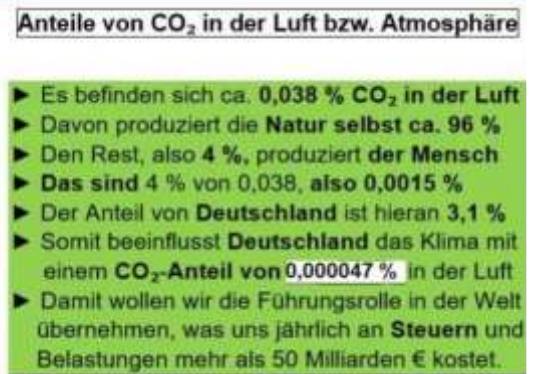 Anteile von CO₂ in der Luft bzw. Atmosphäre
► Es befinden sich ca. 0,038 % CO₂ in der Luft
► Davon produziert die Natur selbst ca. 96 %
► Den Rest, also 4 %, produziert der Mensch
► Das sind 4 % von 0,038, also 0,0015 %
► Der Anteil von Deutschland ist hieran 3,1 %
► Somit beeinflusst Deutschland das Klima mit
einem CO₂-Anteil von 0,000047 % in der Luft
► Damit wollen wir die Führungsrolle in der Welt
übernehmen, was uns jährlich an Steuern und
Belastungen mehr als 50 Milliarden € kostet.